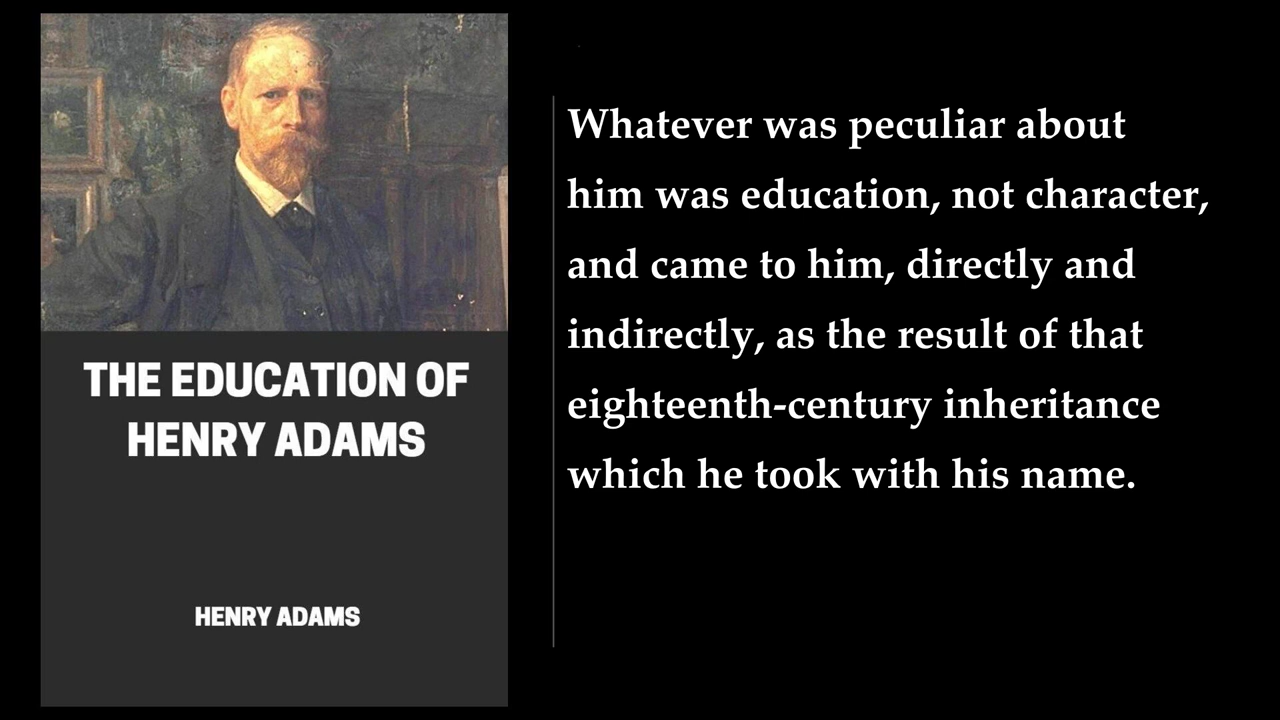 THE EDUCATION OF
HENRY ADAMS
HENRY ADAMS
Whatever was peculiar about
him was education, not character,
and came to him, directly and
indirectly, as the result of that
eighteenth-century inheritance
which he took with his name.